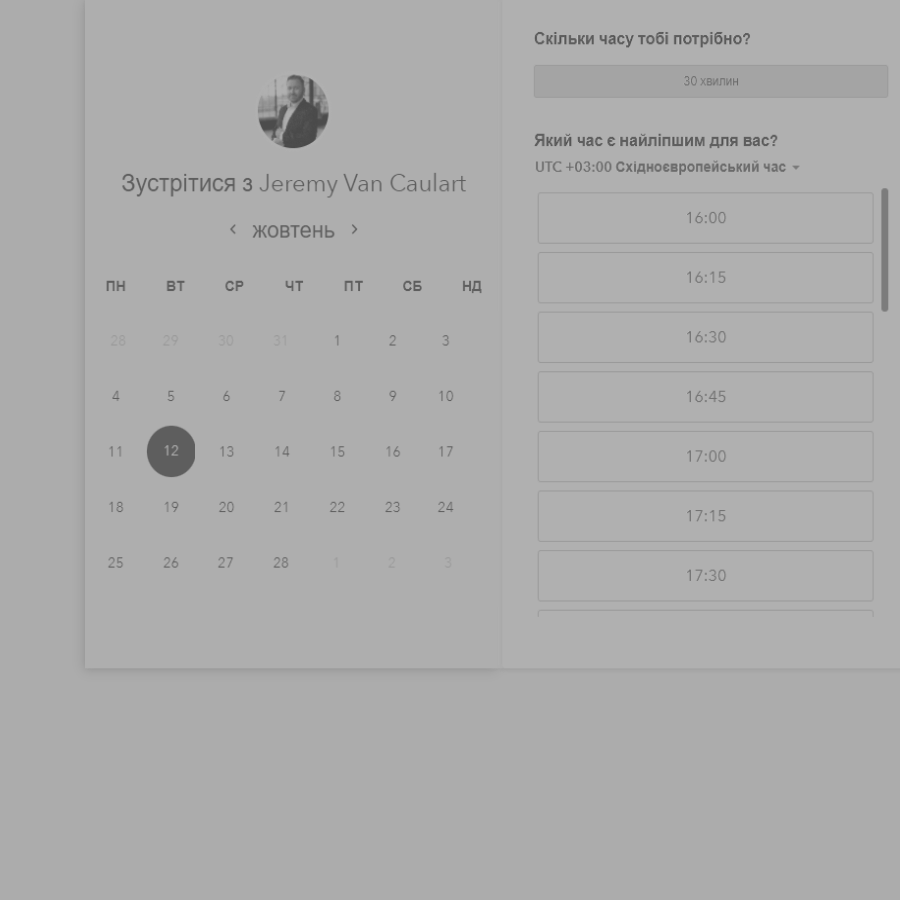 Зустрітися з Jeremy Van Caulart
жовтень
ПН ВТ СР ЧТ ПТ СБ НД
28 29 30 31 1 2 3
4 5 6 7 8 9 10
11 12 13 14 15 16 17
18 19 20 21 22 23 24
25 26 27 28 1 2 3
Скільки часу тобі потрібно?
30 хвилин
Який час є найліпшим для вас?
UTC +03:00 Східноєвропейський час
16:00
16:15
16:30
16:45
17:00
17:15
17:30